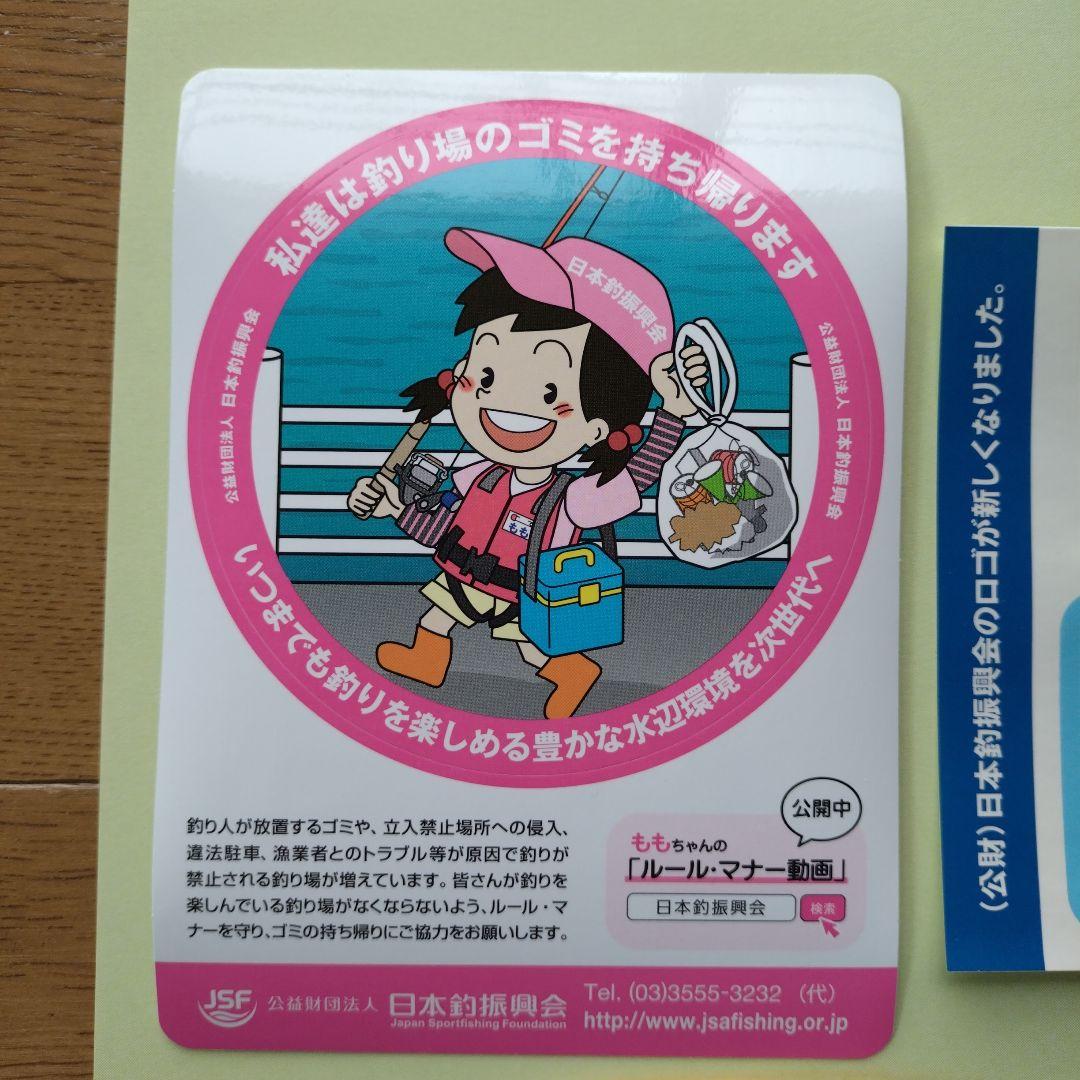 私達は釣り場のゴミを持ち帰ります
公益財団法人 日本釣振興会
公益財団法人 日本釣振興会
日本釣振興会
もも
いつまでも釣りを楽しめる豊かな水辺環境を次世代へ
釣り人が放置するゴミや、立入禁止場所への侵入、
違法駐車、漁業者とのトラブル等が原因で釣りが
禁止される釣り場が増えています。皆さんが釣りを
楽しんでいる釣り場がなくならないよう、ルール・マ
ナーを守り、ゴミの持ち帰りにご協力をお願いします。
公開中
ももちゃんの
「ルール・マナー動画」
日本釣振興会 検索
JSF 公益財団法人 日本釣振興会
Japan Sportfishing Foundation
Tel. (03)3555-3232 (代)
http://www.jsafishing.or.jp
(公財)日本釣振興会のロゴが新しくなりました。